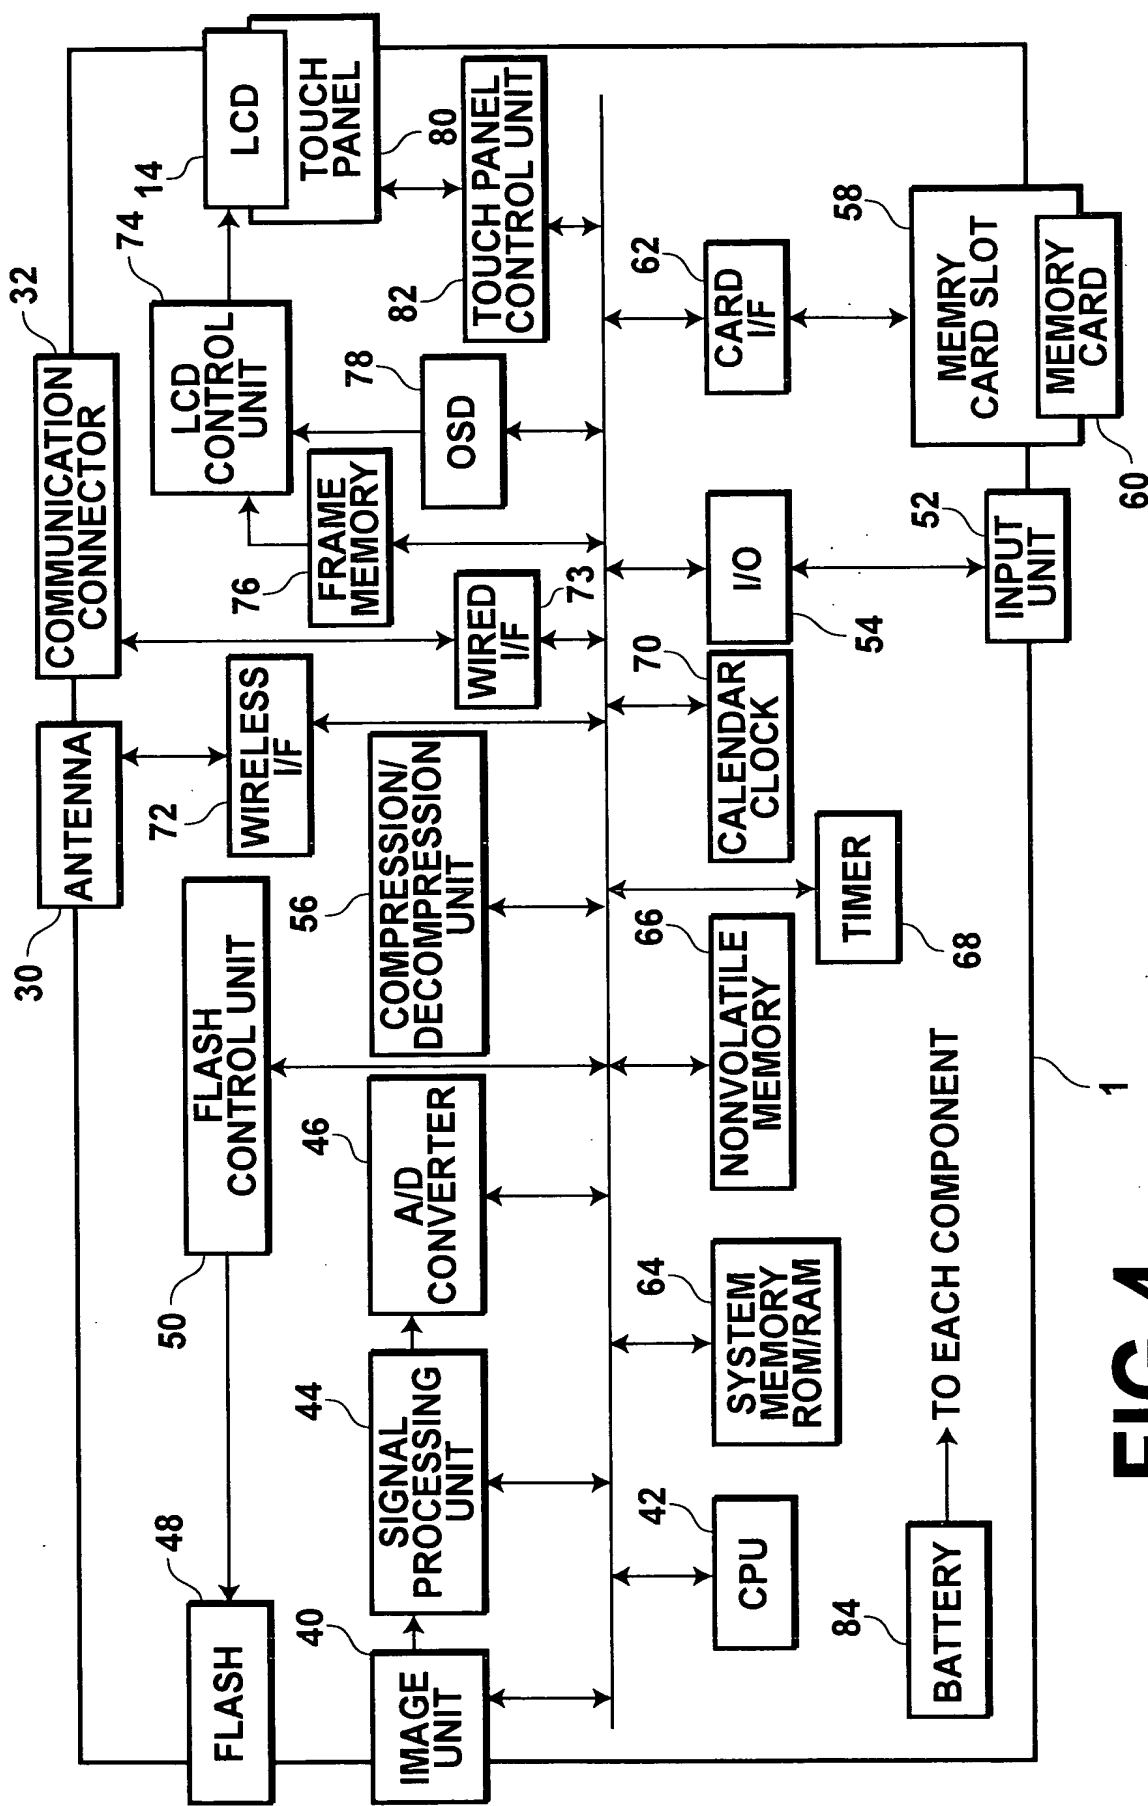 30
ANTENNA
32
COMMUNICATION
CONNECTOR
48
FLASH
50
FLASH
CONTROL UNIT
72
WIRELESS
I/F
74
LCD
CONTROL
UNIT
14
LCD
TOUCH
PANEL
80
40
IMAGE
UNIT
44
SIGNAL
PROCESSING
UNIT
46
A/D
CONVERTER
56
COMPRESSION/
DECOMPRESSION
UNIT
WIRED
I/F
73
76
FRAME
MEMORY
78
OSD
82
TOUCH PANEL
CONTROL UNIT
42
CPU
64
SYSTEM
MEMORY
ROM/RAM
66
NONVOLATILE
MEMORY
TIMER
68
70
CALENDAR
CLOCK
I/O
54
62
CARD
I/F
84
BATTERY
TO EACH COMPONENT
52
INPUT
UNIT
58
MEMRY
CARD SLOT
MEMORY
CARD
60
1
FIG.4